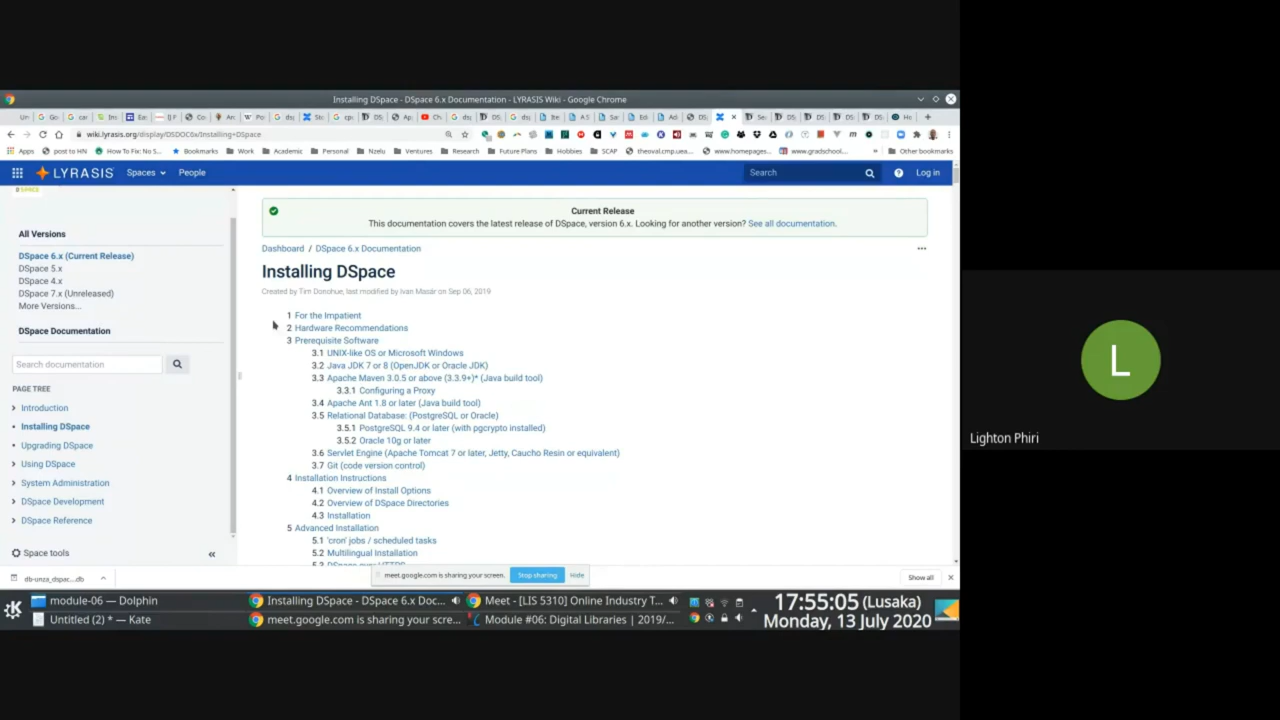 Installing DSpace - DSpace 6.x Documentation - LYRASIS Wiki - Google Chrome
wiki.lyrasis.org/display/DSDOC6x/Installing+DSpace
Apps post to HN How To Fix: No S... Bookmarks Work Academic Personal Nzelu Ventures Research Future Plans Hobbies SCAP theoval.cmp.uea... www.homepages... www.gradschool... » Other bookmarks
LYRASIS Spaces People Search Log in
Current Release
This documentation covers the latest release of DSpace, version 6.x. Looking for another version? See all documentation.
All Versions
DSpace 6.x (Current Release)
DSpace 5.x
DSpace 4.x
DSpace 7.x (Unreleased)
More Versions...
DSpace Documentation
Search documentation
PAGE TREE
Introduction
Installing DSpace
Upgrading DSpace
Using DSpace
System Administration
DSpace Development
DSpace Reference
Space tools
Dashboard / DSpace 6.x Documentation
Installing DSpace
Created by Tim Donohue, last modified by Ivan Masár on Sep 06, 2019
1 For the Impatient
2 Hardware Recommendations
3 Prerequisite Software
3.1 UNIX-like OS or Microsoft Windows
3.2 Java JDK 7 or 8 (OpenJDK or Oracle JDK)
3.3 Apache Maven 3.0.5 or above (3.3.9+)* (Java build tool)
3.3.1 Configuring a Proxy
3.4 Apache Ant 1.8 or later (Java build tool)
3.5 Relational Database: (PostgreSQL or Oracle)
3.5.1 PostgreSQL 9.4 or later (with pgcrypto installed)
3.5.2 Oracle 10g or later
3.6 Servlet Engine (Apache Tomcat 7 or later, Jetty, Caucho Resin or equivalent)
3.7 Git (code version control)
4 Installation Instructions
4.1 Overview of Install Options
4.2 Overview of DSpace Directories
4.3 Installation
5 Advanced Installation
5.1 'cron' jobs / scheduled tasks
5.2 Multilingual Installation
db-unza_dspac....db
meet.google.com is sharing your screen. Stop sharing Hide
Show all
module-06 — Dolphin
Untitled (2) * — Kate
Installing DSpace - DSpace 6.x Doc...
meet.google.com is sharing your scre...
Meet - [LIS 5310] Online Industry T...
Module #06: Digital Libraries | 2019/...
17:55:05 (Lusaka)
Monday, 13 July 2020
L
Lighton Phiri